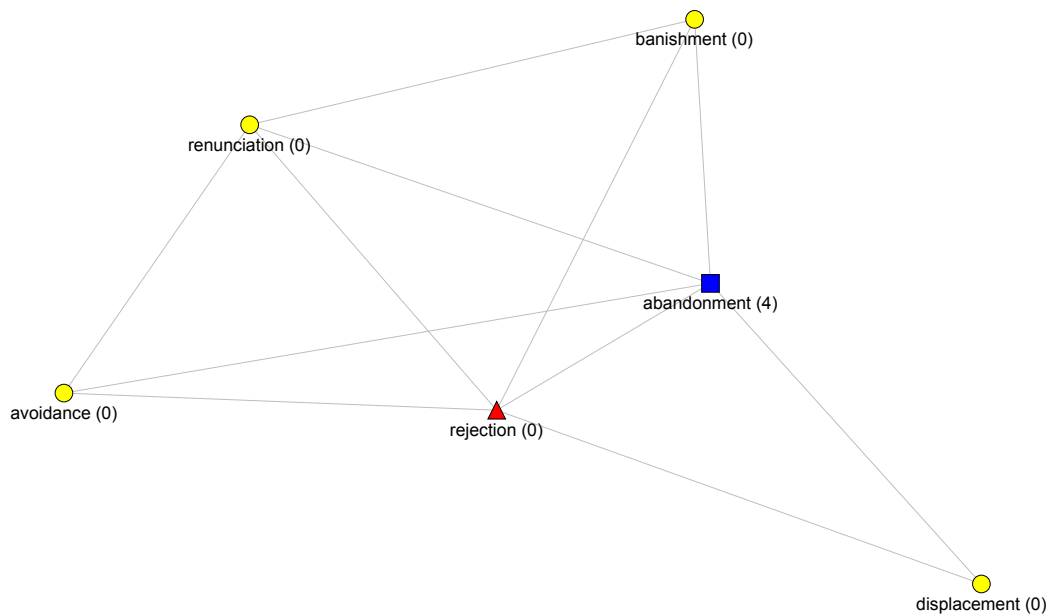 banishment (0)
renunciation (0)
abandonment (4)
avoidance (0)
rejection (0)
displacement (0)